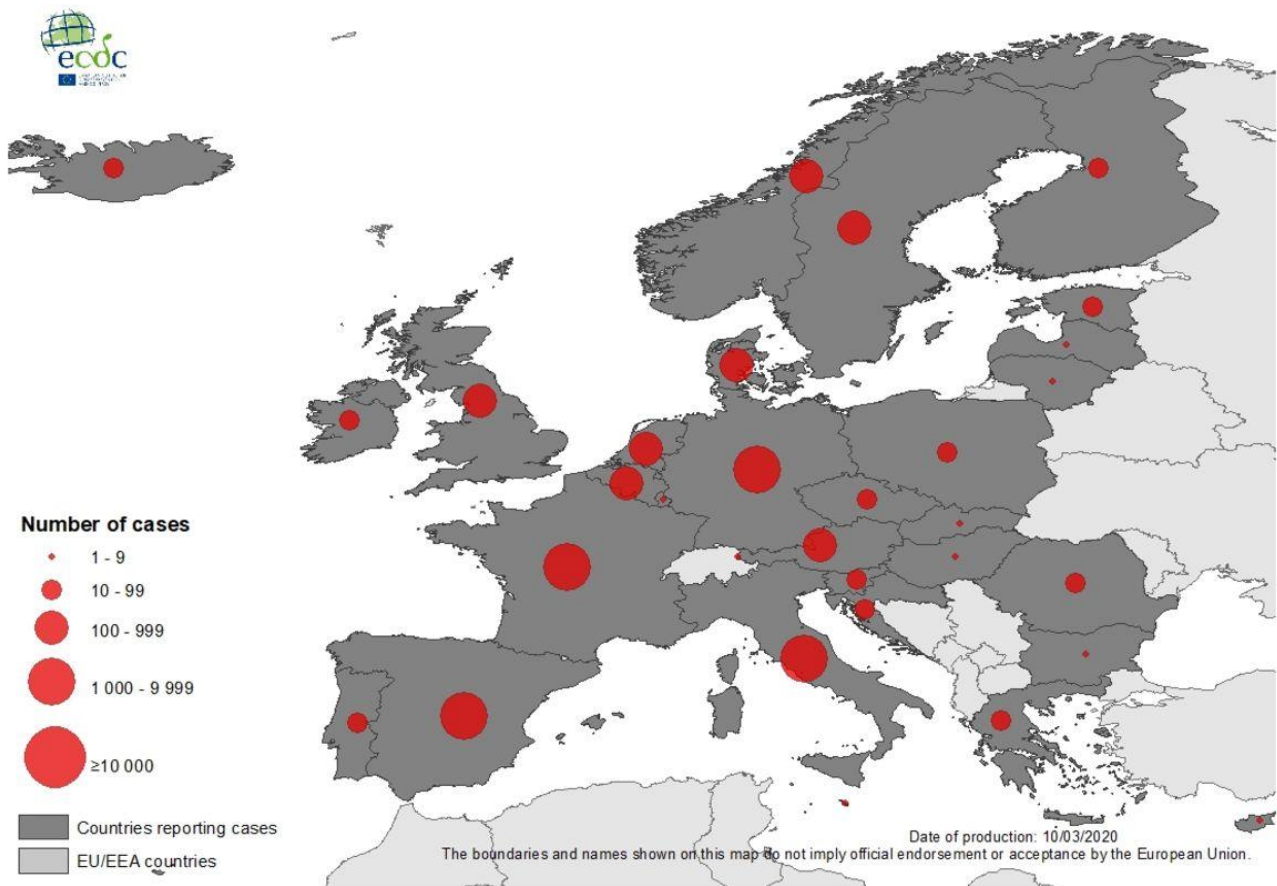 ecdc
Number of cases
1 - 9
10 - 99
100 - 999
1 000 - 9 999
≥10 000
Countries reporting cases
EU/EEA countries
Date of production: 10/03/2020
The boundaries and names shown on this map do not imply official endorsement or acceptance by the European Union.